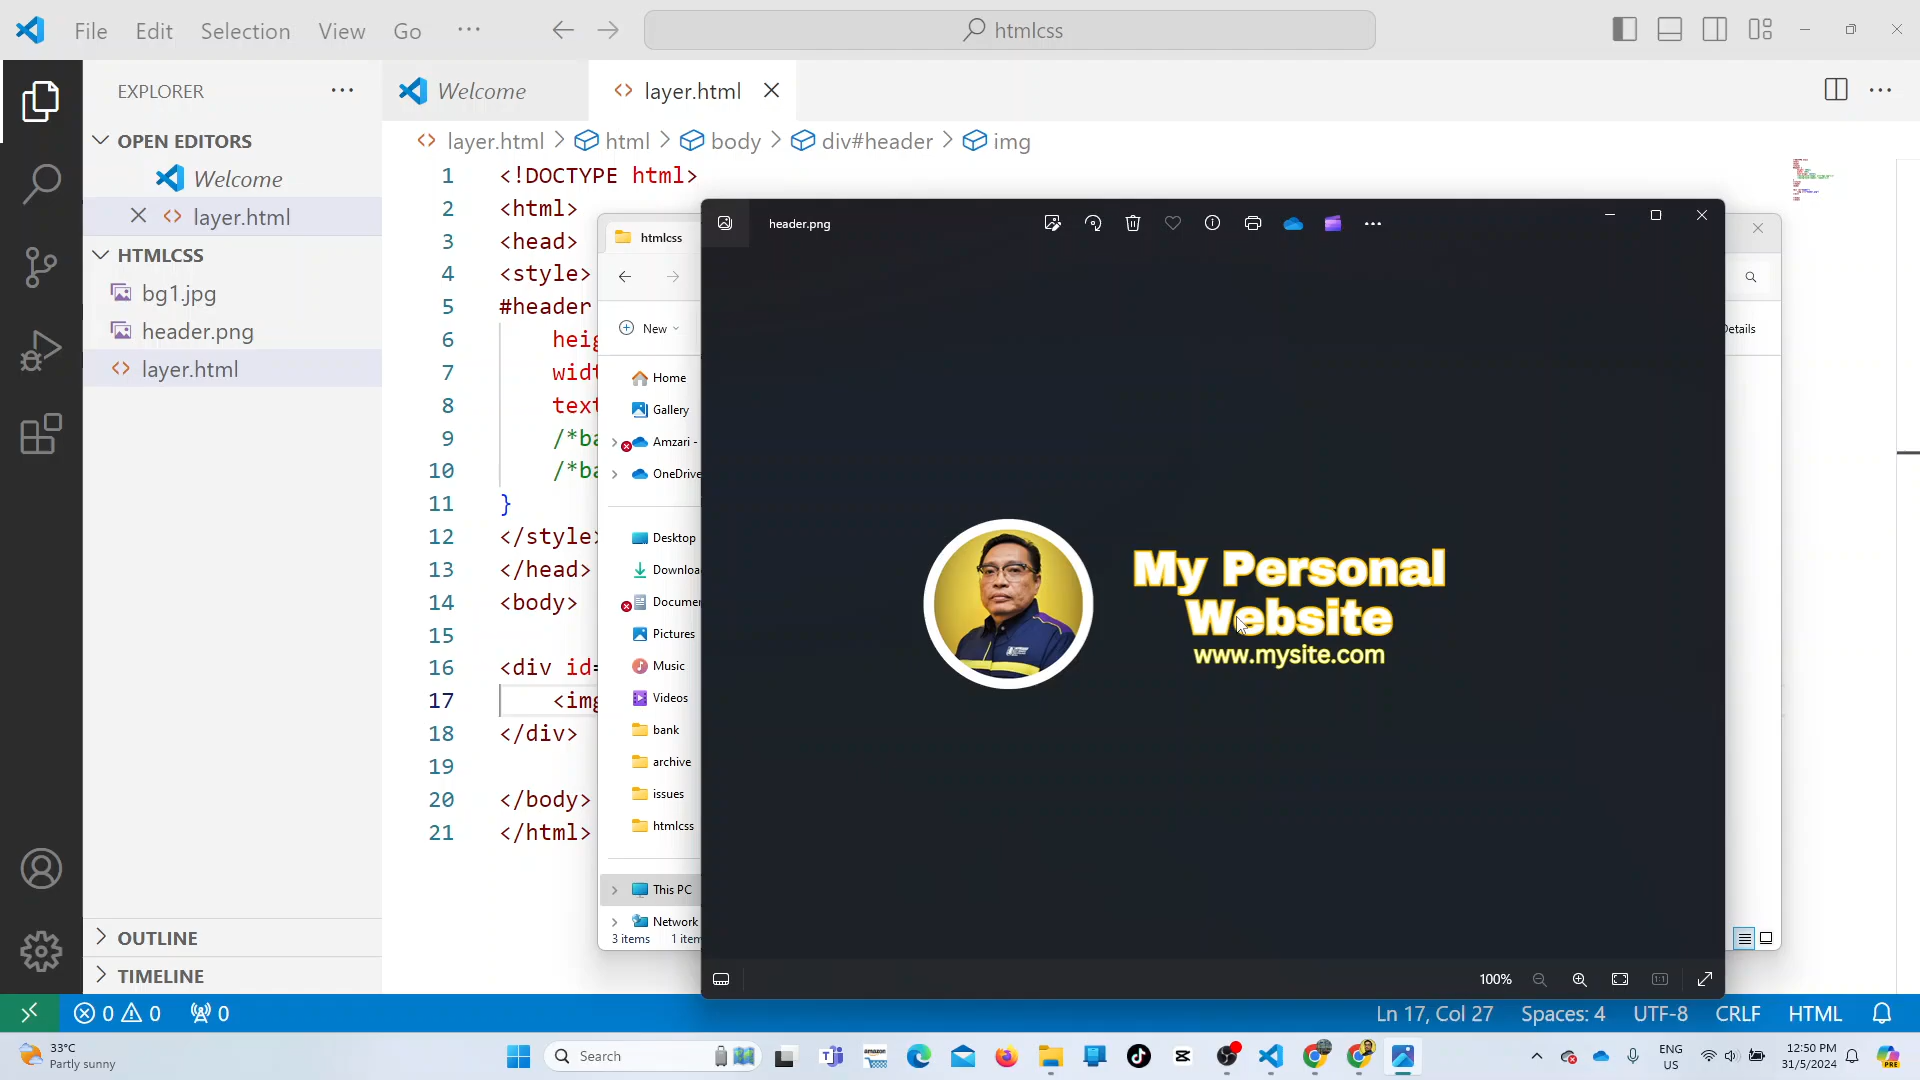 File Edit Selection View Go ···
htmlcss
EXPLORER
Welcome
layer.html
OPEN EDITORS
Welcome
layer.html
HTMLCSS
bg1.jpg
header.png
layer.html
OUTLINE
TIMELINE
layer.html > html > body > div#header > img
1 <!DOCTYPE html>
2 <html>
3 <head>
4 <style>
5 #header
6 heig
7 widt
8 text
9 /*ba
10 /*ba
11 }
12 </style>
13 </head>
14 <body>
15
16 <div id=
17 <img
18 </div>
19
20 </body>
21 </html>
htmlcss
New
Details
Home
Gallery
Amzari -
OneDrive
Desktop
Downloa
Documen
Pictures
Music
Videos
bank
archive
issues
htmlcss
This PC
Network
3 items 1 item
header.png
My Personal
Website
www.mysite.com
100%
0 0 0
Ln 17, Col 27 Spaces: 4 UTF-8 CRLF HTML
33°C
Partly sunny
Search
amazon
ENG
US
12:50 PM
31/5/2024
PRE